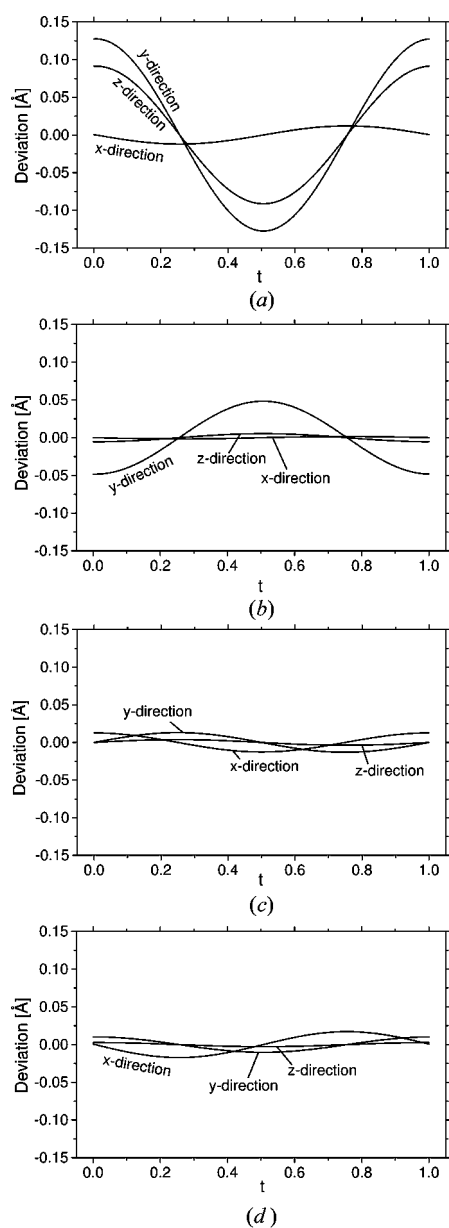 0.15
0.10
0.05
0.00
-0.05
-0.10
-0.15
Deviation [Å]
y-direction
z-direction
x-direction
0.0 0.2 0.4 0.6 0.8 1.0
t
(a)
0.15
0.10
0.05
0.00
-0.05
-0.10
-0.15
Deviation [Å]
y-direction
z-direction
x-direction
0.0 0.2 0.4 0.6 0.8 1.0
t
(b)
0.15
0.10
0.05
0.00
-0.05
-0.10
-0.15
Deviation [Å]
y-direction
x-direction
z-direction
0.0 0.2 0.4 0.6 0.8 1.0
t
(c)
0.15
0.10
0.05
0.00
-0.05
-0.10
-0.15
Deviation [Å]
x-direction
z-direction
y-direction
0.0 0.2 0.4 0.6 0.8 1.0
t
(d)